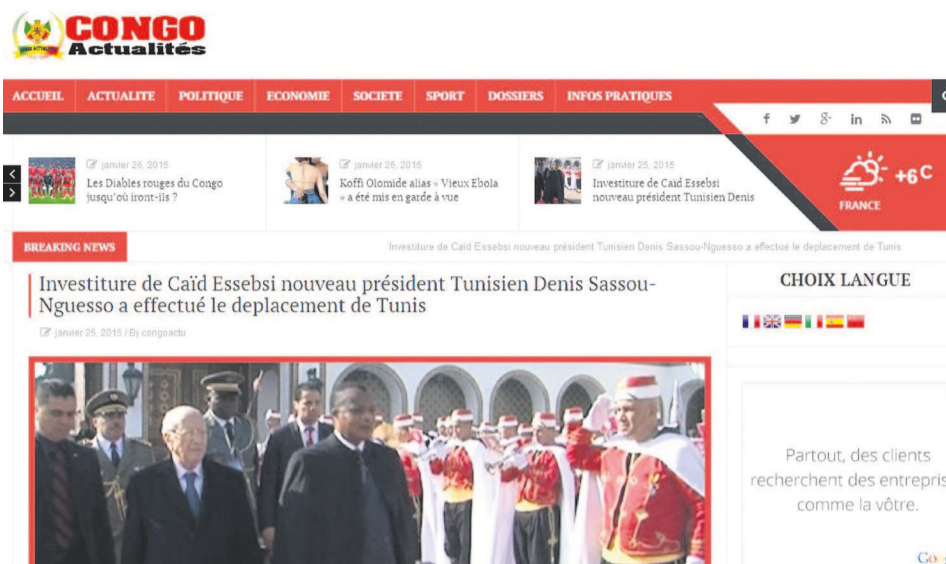 CONGO
Actualités
ACCUEIL ACTUALITE POLITIQUE ECONOMIE SOCIETE SPORT DOSSIERS INFOS PRATIQUES
janvier 26, 2015
Les Diables rouges du Congo
jusqu'où iront-ils ?
janvier 26, 2015
Koffi Olomide alias « Vieux Ebola
» a été mis en garde à vue
janvier 25, 2015
Investiture de Caïd Essebsi
nouveau président Tunisien Denis
+6C
FRANCE
BREAKING NEWS
Investiture de Caïd Essebsi nouveau président Tunisien Denis Sassou-Nguesso a effectué le deplacement de Tunis
Investiture de Caïd Essebsi nouveau président Tunisien Denis Sassou-
Nguesso a effectué le deplacement de Tunis
janvier 25, 2015 / By congoactu
CHOIX LANGUE
Partout, des clients
recherchent des entrepris
comme la vôtre.